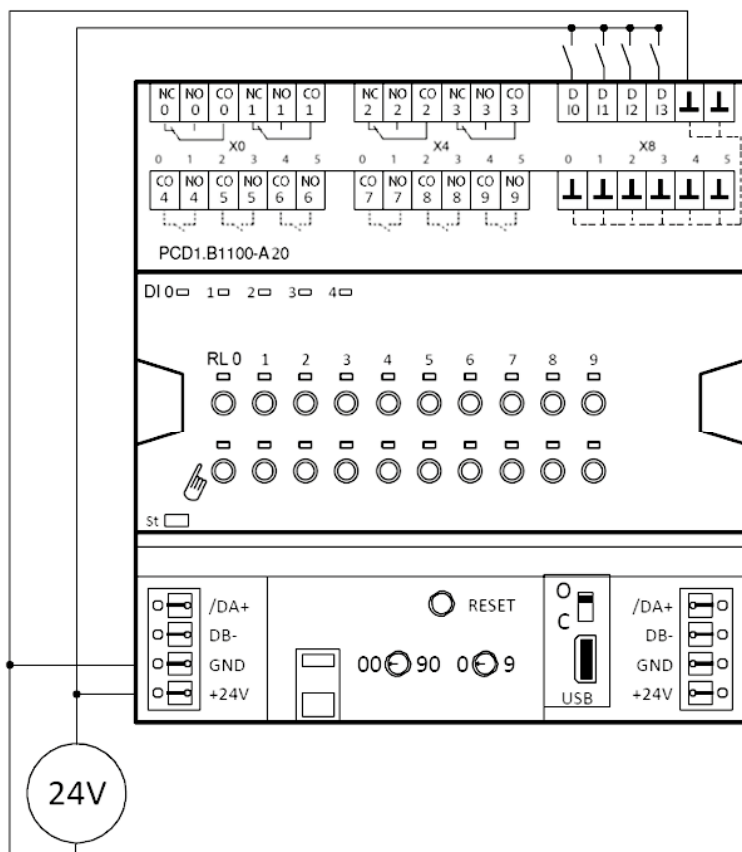 NC NO CO NC NO CO NC NO CO NC NO CO D D D D
0 0 0 1 1 1 2 2 2 3 3 3 I0 I1 I2 I3
X0 X4 X8
0 1 2 3 4 5 0 1 2 3 4 5 0 1 2 3 4 5
CO NO CO NO CO NO CO NO CO NO CO NO
4 4 5 5 6 6 7 7 8 8 9 9
PCD1.B1100-A20
DI 0 1 2 3 4
RL 0 1 2 3 4 5 6 7 8 9
St
/DA+ RESET O /DA+
DB- C DB-
GND 00 90 0 9 GND
+24V USB +24V
24V